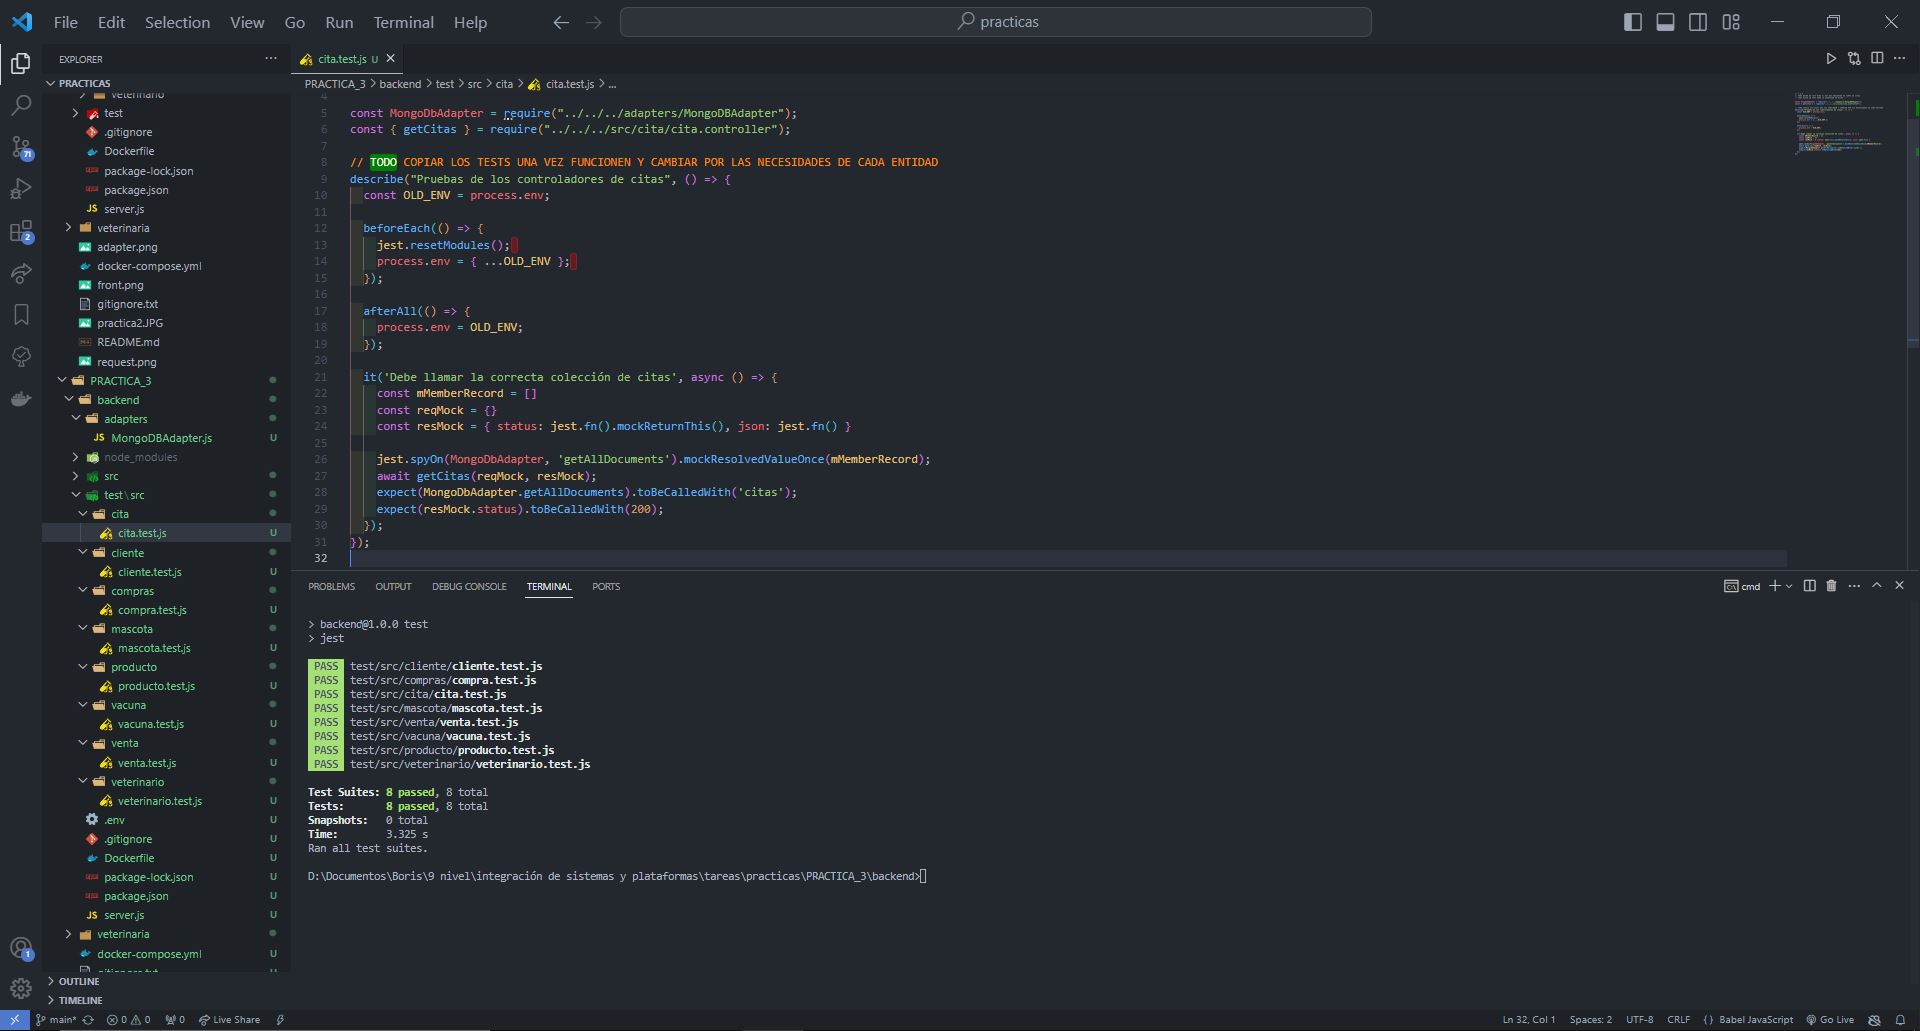 File Edit Selection View Go Run Terminal Help
practicas
EXPLORER
PRACTICAS
veterinario
test
.gitignore
Dockerfile
package-lock.json
package.json
JS server.js
veterinaria
adapter.png
docker-compose.yml
front.png
gitignore.txt
practica2.JPG
README.md
request.png
PRACTICA_3
backend
adapters
JS MongoDBAdapter.js U
node_modules
src
test\src
cita
cita.test.js U
cliente
cliente.test.js U
compras
compra.test.js U
mascota
mascota.test.js U
producto
producto.test.js U
vacuna
vacuna.test.js U
venta
venta.test.js U
veterinario
veterinario.test.js U
.env U
.gitignore U
Dockerfile U
package-lock.json U
package.json U
JS server.js U
veterinaria
docker-compose.yml U
OUTLINE
TIMELINE
71
2
1
cita.test.js U
PRACTICA_3 > backend > test > src > cita > cita.test.js > ...
4
5 const MongoDbAdapter = require("../../../adapters/MongoDBAdapter");
6 const { getCitas } = require("../../../src/cita/cita.controller");
7
8 // TODO COPIAR LOS TESTS UNA VEZ FUNCIONEN Y CAMBIAR POR LAS NECESIDADES DE CADA ENTIDAD
9 describe("Pruebas de los controladores de citas", () => {
10 const OLD_ENV = process.env;
11
12 beforeEach(() => {
13 jest.resetModules();
14 process.env = { ...OLD_ENV };
15 });
16
17 afterAll(() => {
18 process.env = OLD_ENV;
19 });
20
21 it('Debe llamar la correcta colección de citas', async () => {
22 const mMemberRecord = []
23 const reqMock = {}
24 const resMock = { status: jest.fn().mockReturnThis(), json: jest.fn() }
25
26 jest.spyOn(MongoDbAdapter, 'getAllDocuments').mockResolvedValueOnce(mMemberRecord);
27 await getCitas(reqMock, resMock);
28 expect(MongoDbAdapter.getAllDocuments).toBeCalledWith('citas');
29 expect(resMock.status).toBeCalledWith(200);
30 });
31 });
32
PROBLEMS OUTPUT DEBUG CONSOLE TERMINAL PORTS
cmd
> backend@1.0.0 test
> jest
PASS test/src/cliente/cliente.test.js
PASS test/src/compras/compra.test.js
PASS test/src/cita/cita.test.js
PASS test/src/mascota/mascota.test.js
PASS test/src/venta/venta.test.js
PASS test/src/vacuna/vacuna.test.js
PASS test/src/producto/producto.test.js
PASS test/src/veterinario/veterinario.test.js
Test Suites: 8 passed, 8 total
Tests: 8 passed, 8 total
Snapshots: 0 total
Time: 3.325 s
Ran all test suites.
D:\Documentos\Boris\9 nivel\integración de sistemas y plataformas\tareas\practicas\PRACTICA_3\backend>
main* 0 0 0 Live Share
Ln 32, Col 1 Spaces: 2 UTF-8 CRLF {} Babel JavaScript Go Live